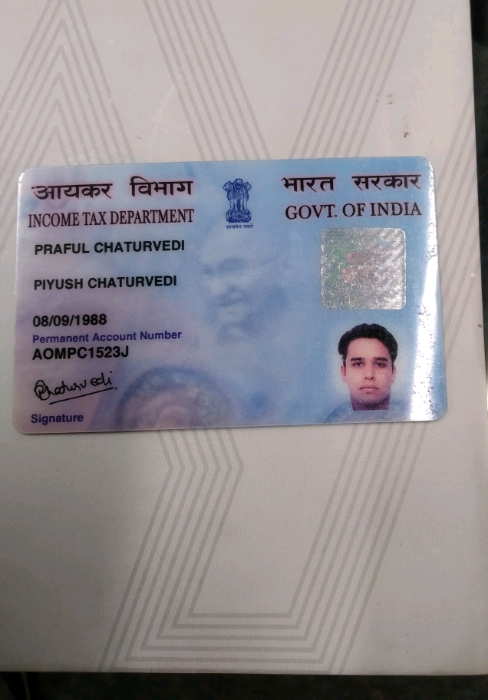 आयकर विभाग
INCOME TAX DEPARTMENT
सत्यमेव जयते
भारत सरकार
GOVT. OF INDIA
PRAFUL CHATURVEDI
PIYUSH CHATURVEDI
08/09/1988
Permanent Account Number
AOMPC1523J
Pchaturvedi
Signature